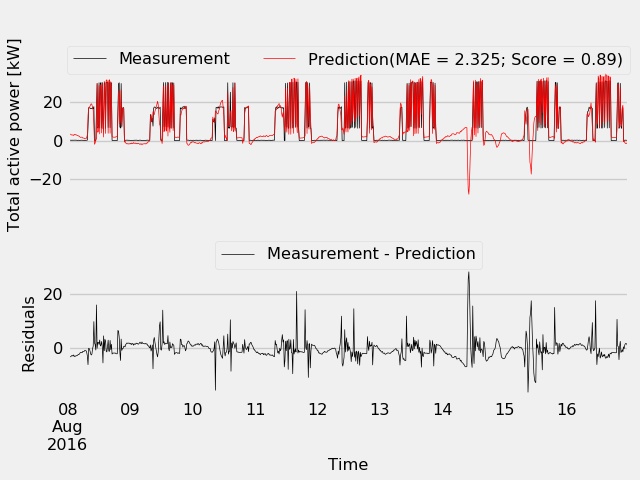 Measurement
Prediction(MAE = 2.325; Score = 0.89)
Total active power [kW]
20
0
−20
Measurement - Prediction
Residuals
20
0
08 09 10 11 12 13 14 15 16
Aug
2016
Time